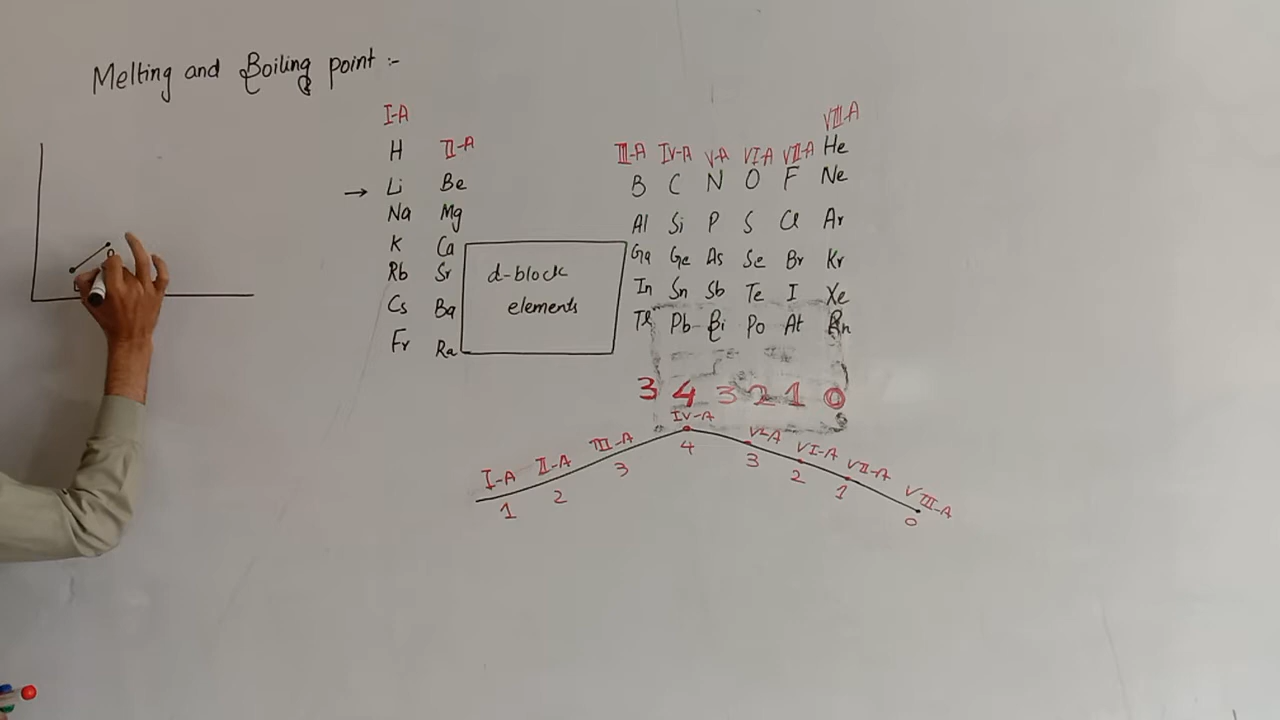 Melting and Boiling point :-
I-A
H
II-A
III-A IV-A V-A VI-A VII-A VIII-A
He
→ Li Be B C N O F Ne
Na Mg Al Si P S Cl Ar
K Ca d-block Ga Ge As Se Br Kr
Rb Sr elements In Sn Sb Te I Xe
Cs Ba Tl Pb Bi Po At Rn
Fr Ra
3 4 3 2 1 0
I-A II-A III-A IV-A V-A VI-A VII-A VIII-A
1 2 3 4 3 2 1 0